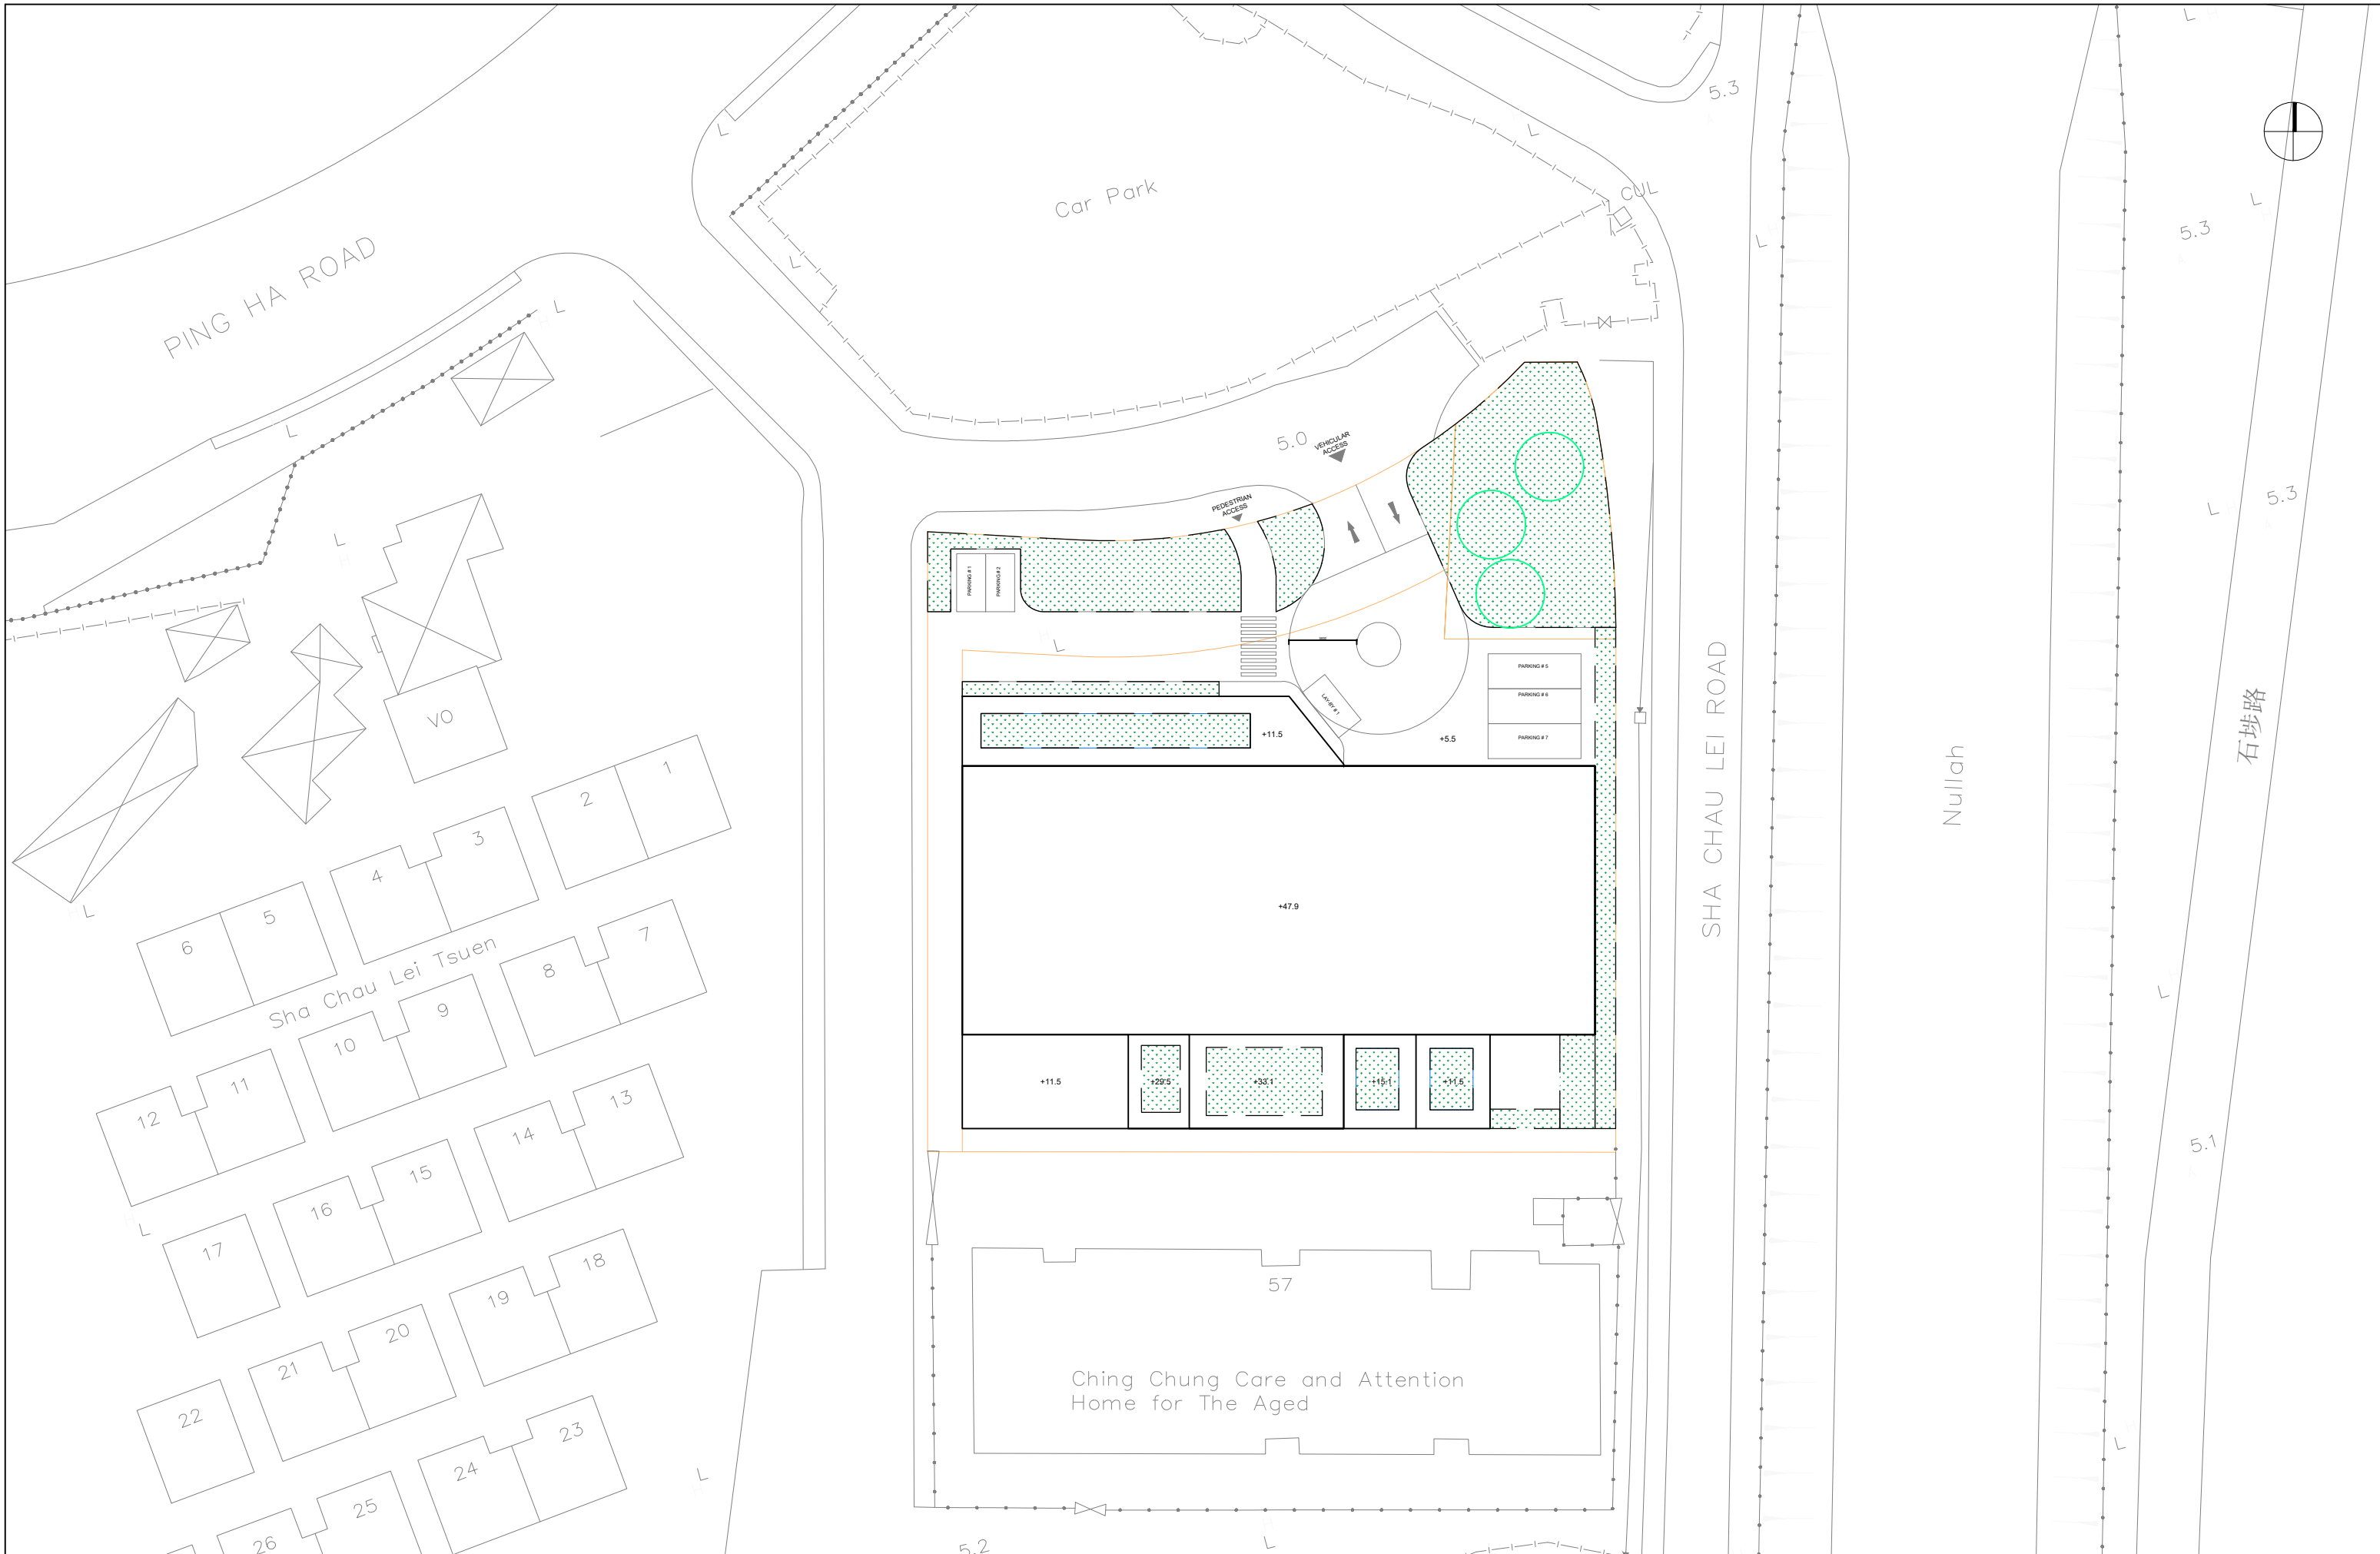 L
5.3
L
L
Car Park
CUL
5.3
L
L
L
PING HA ROAD
L
L
5.0
VEHICULAR
ACCESS
PEDESTRIAN
ACCESS
L
5.3
L
L
PARKING # 1
PARKING # 2
L
PARKING # 5
PARKING # 6
PARKING # 7
LAY-BY # 1
+11.5
+5.5
SHA CHAU LEI ROAD
Nullah
石埗路
VO
1
2
3
4
5
6
L
Sha Chau Lei Tsuen
7
8
9
10
11
12
+47.9
L
+11.5
+29.5
+33.1
+15.1
+11.5
5.1
13
14
15
16
17
L
18
19
20
21
22
23
24
25
26
57
Ching Chung Care and Attention
Home for The Aged
L
L
5.2
L